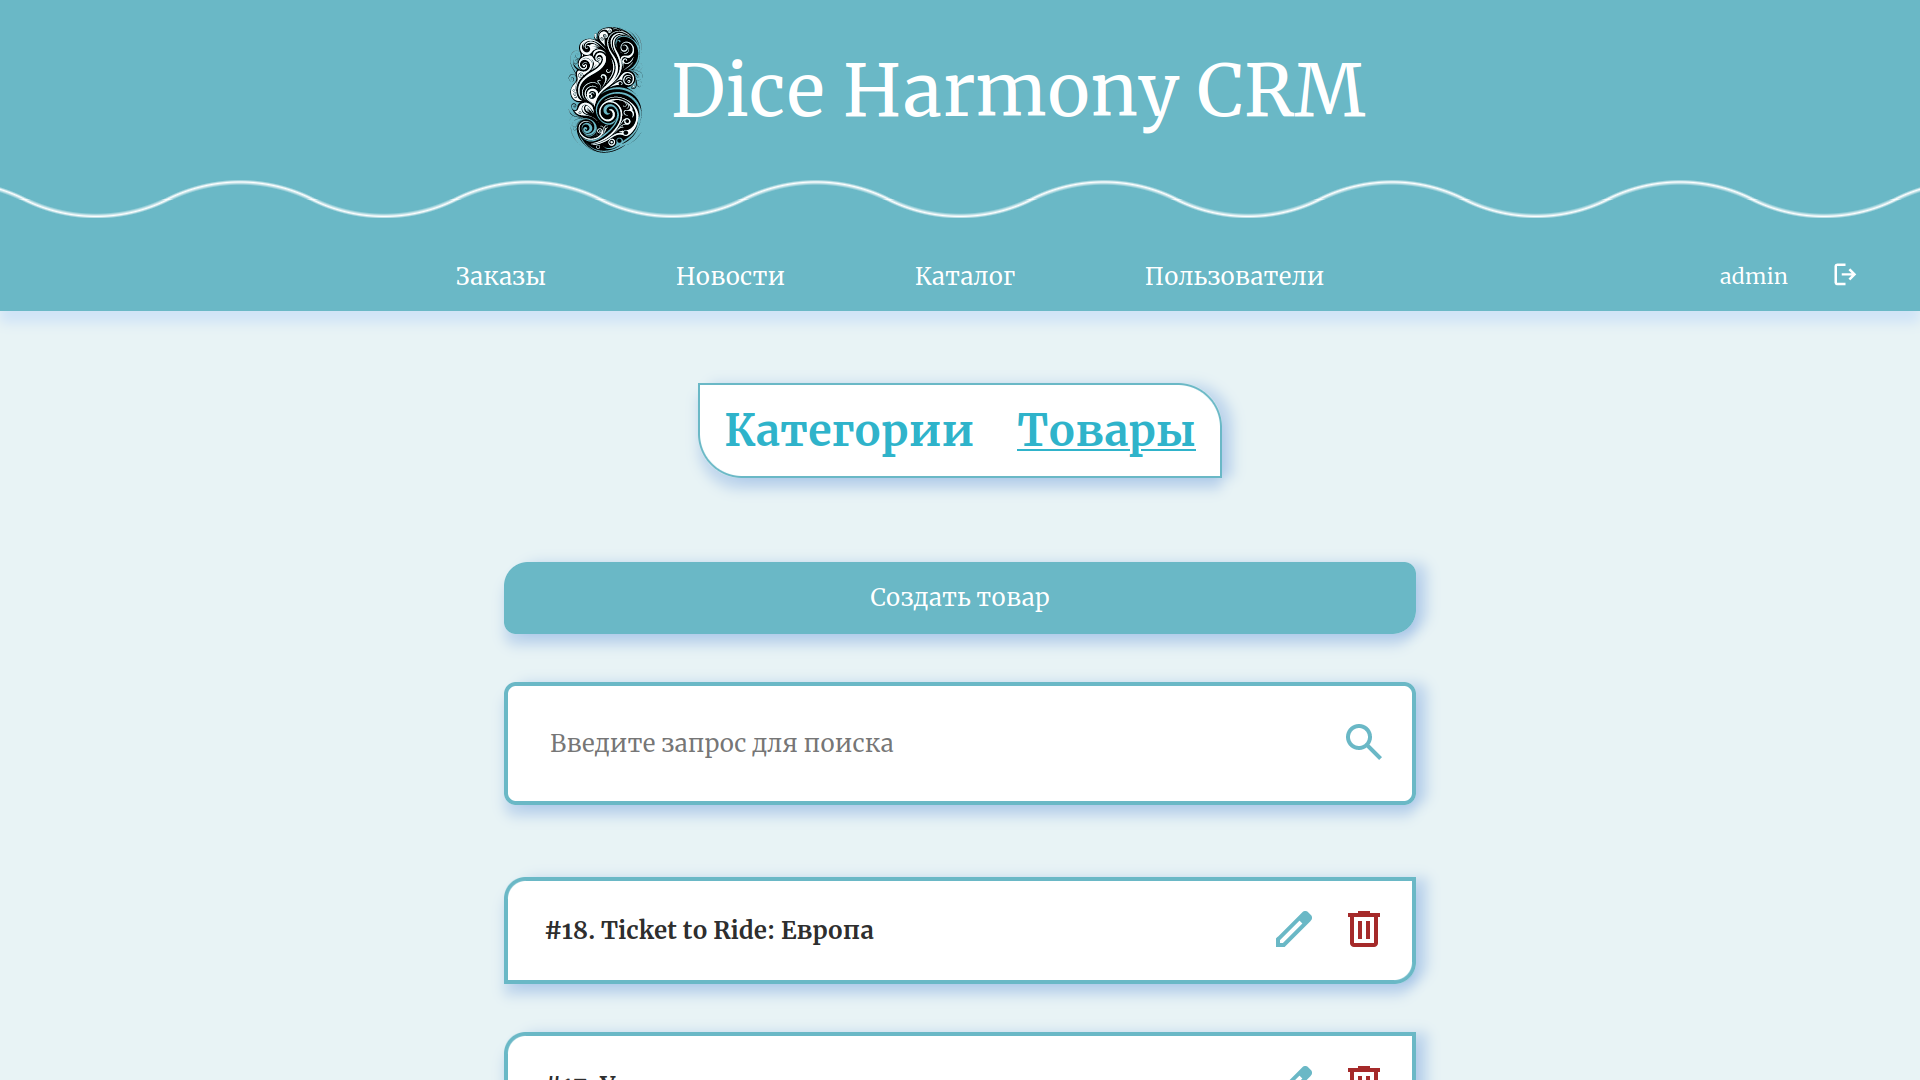 Dice Harmony CRM
Заказы Новости Каталог Пользователи admin
Категории Товары
Создать товар
Введите запрос для поиска
#18. Ticket to Ride: Европа